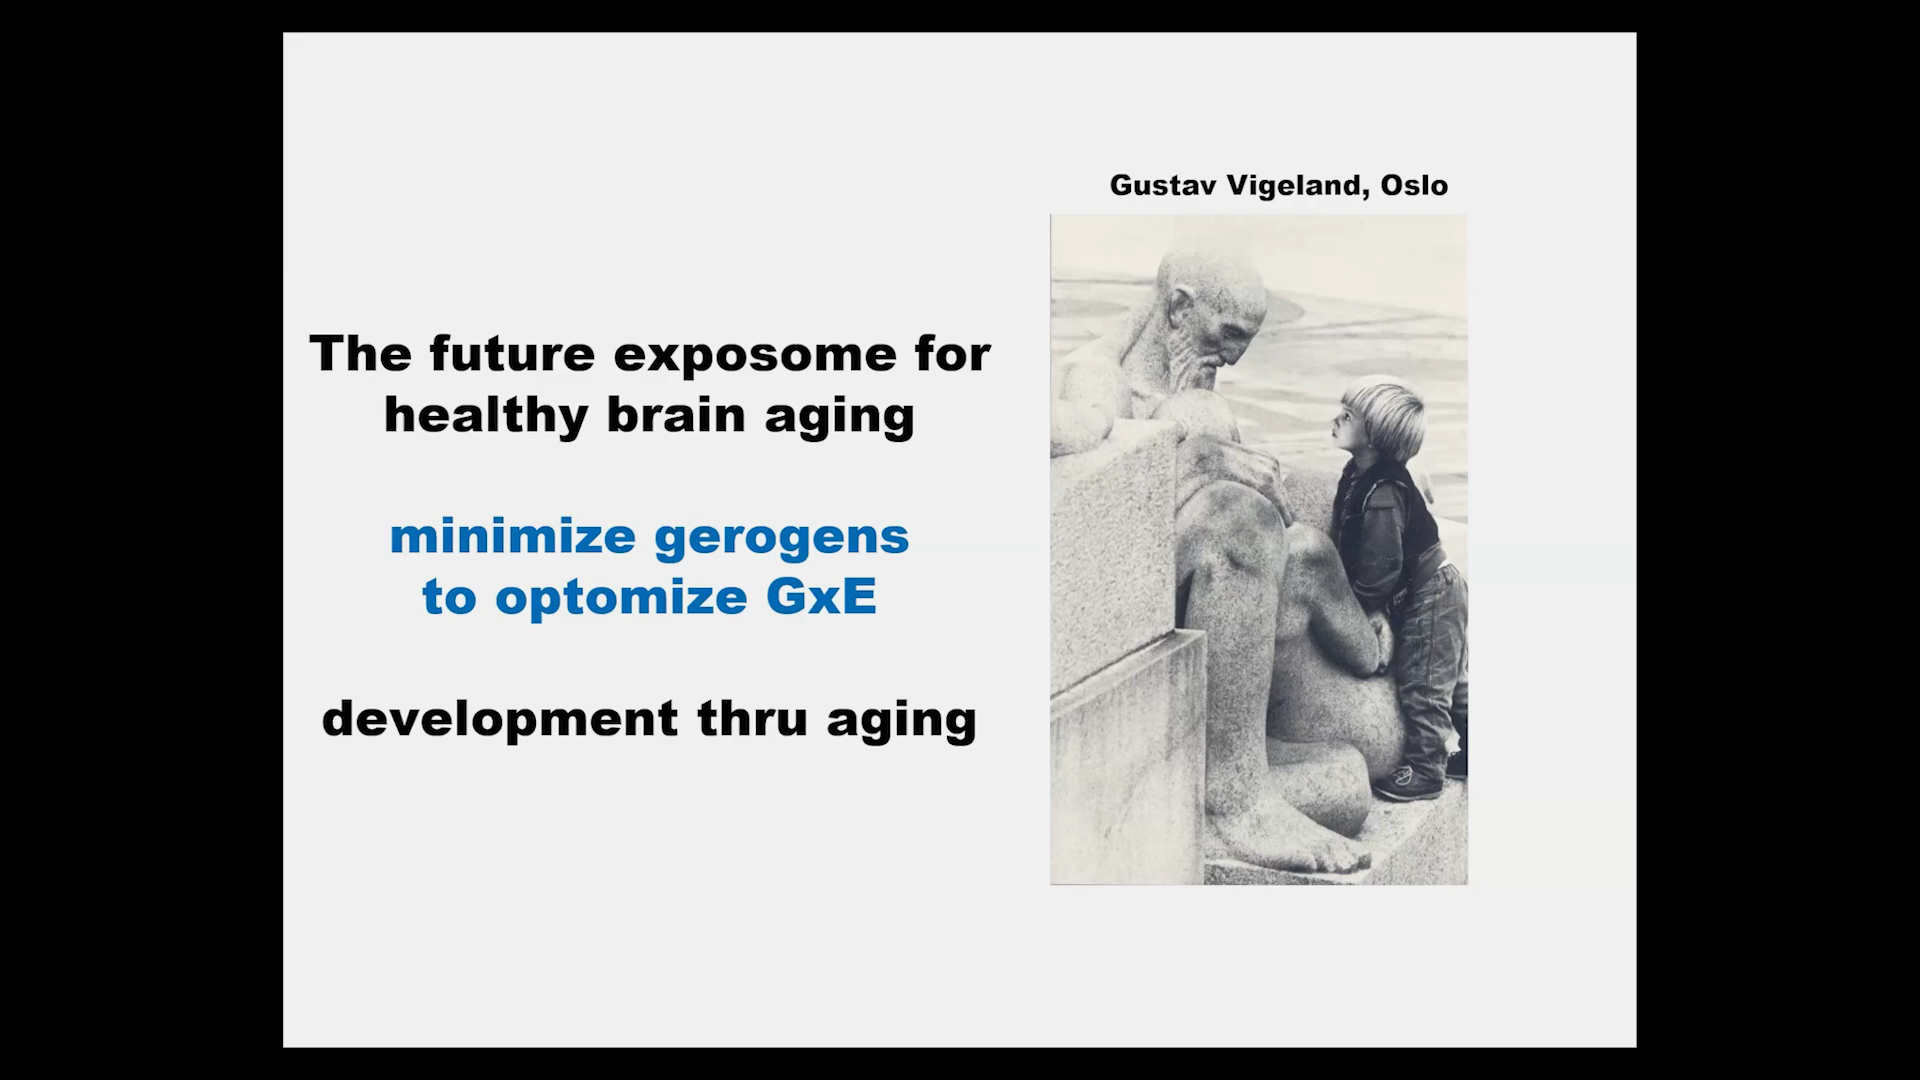 Gustav Vigeland, Oslo
The future exposome for
healthy brain aging
minimize gerogens
to optomize GxE
development thru aging